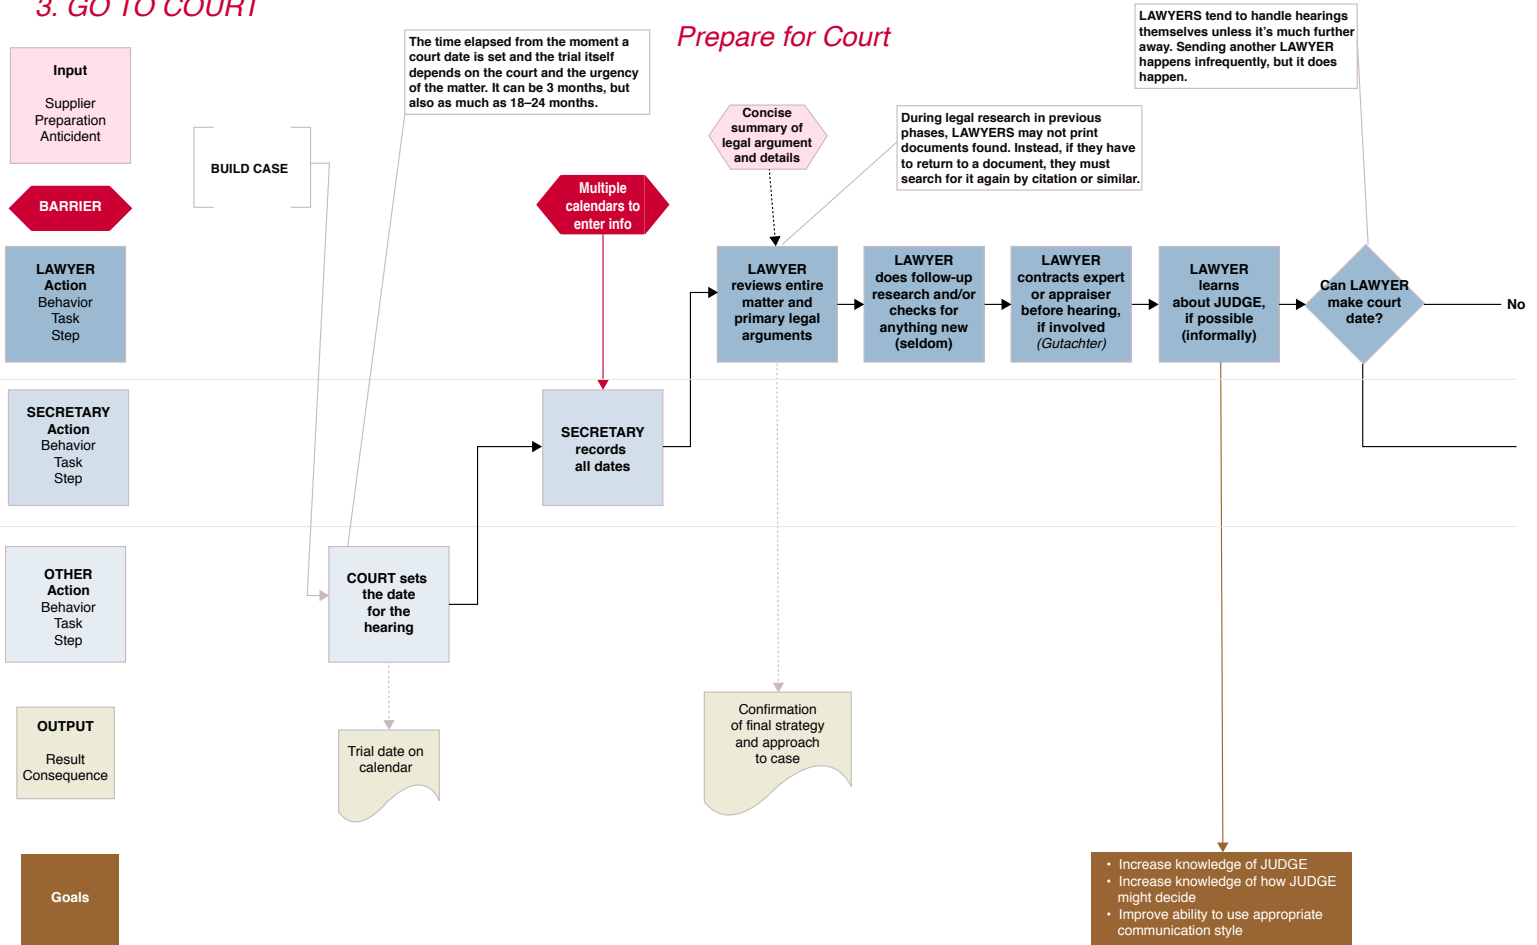 3. GO TO COURT
Prepare for Court
Input
Supplier
Preparation
Anticident
BARRIER
LAWYER
Action
Behavior
Task
Step
SECRETARY
Action
Behavior
Task
Step
OTHER
Action
Behavior
Task
Step
OUTPUT
Result
Consequence
Goals
BUILD CASE
The time elapsed from the moment a
court date is set and the trial itself
depends on the court and the urgency
of the matter. It can be 3 months, but
also as much as 18–24 months.
COURT sets
the date
for the
hearing
Trial date on
calendar
Multiple
calendars to
enter info
SECRETARY
records
all dates
Concise
summary of
legal argument
and details
During legal research in previous
phases, LAWYERS may not print
documents found. Instead, if they have
to return to a document, they must
search for it again by citation or similar.
LAWYER
reviews entire
matter and
primary legal
arguments
Confirmation
of final strategy
and approach
to case
LAWYER
does follow-up
research and/or
checks for
anything new
(seldom)
LAWYER
contracts expert
or appraiser
before hearing,
if involved
(Gutachter)
LAWYER
learns
about JUDGE,
if possible
(informally)
• Increase knowledge of JUDGE
• Increase knowledge of how JUDGE
might decide
• Improve ability to use appropriate
communication style
LAWYERS tend to handle hearings
themselves unless it’s much further
away. Sending another LAWYER
happens infrequently, but it does
happen.
Can LAWYER
make court
date?
No